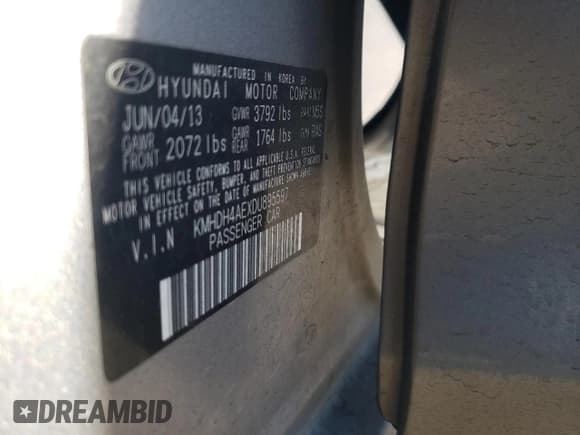 MANUFACTURED IN KOREA BY
HYUNDAI MOTOR COMPANY
JUN/04/13 GVWR 3792 lbs
GAWR FRONT 2072 lbs GAWR REAR 1764 lbs
THIS VEHICLE CONFORMS TO ALL APPLICABLE U.S.A. FEDERAL
MOTOR VEHICLE SAFETY, BUMPER, AND THEFT PREVENTION STANDARDS
IN EFFECT ON THE DATE OF MANUFACTURE SHOWN ABOVE.
V.I.N KMHDH4AEXDU895597
PASSENGER CAR
DREAMBID